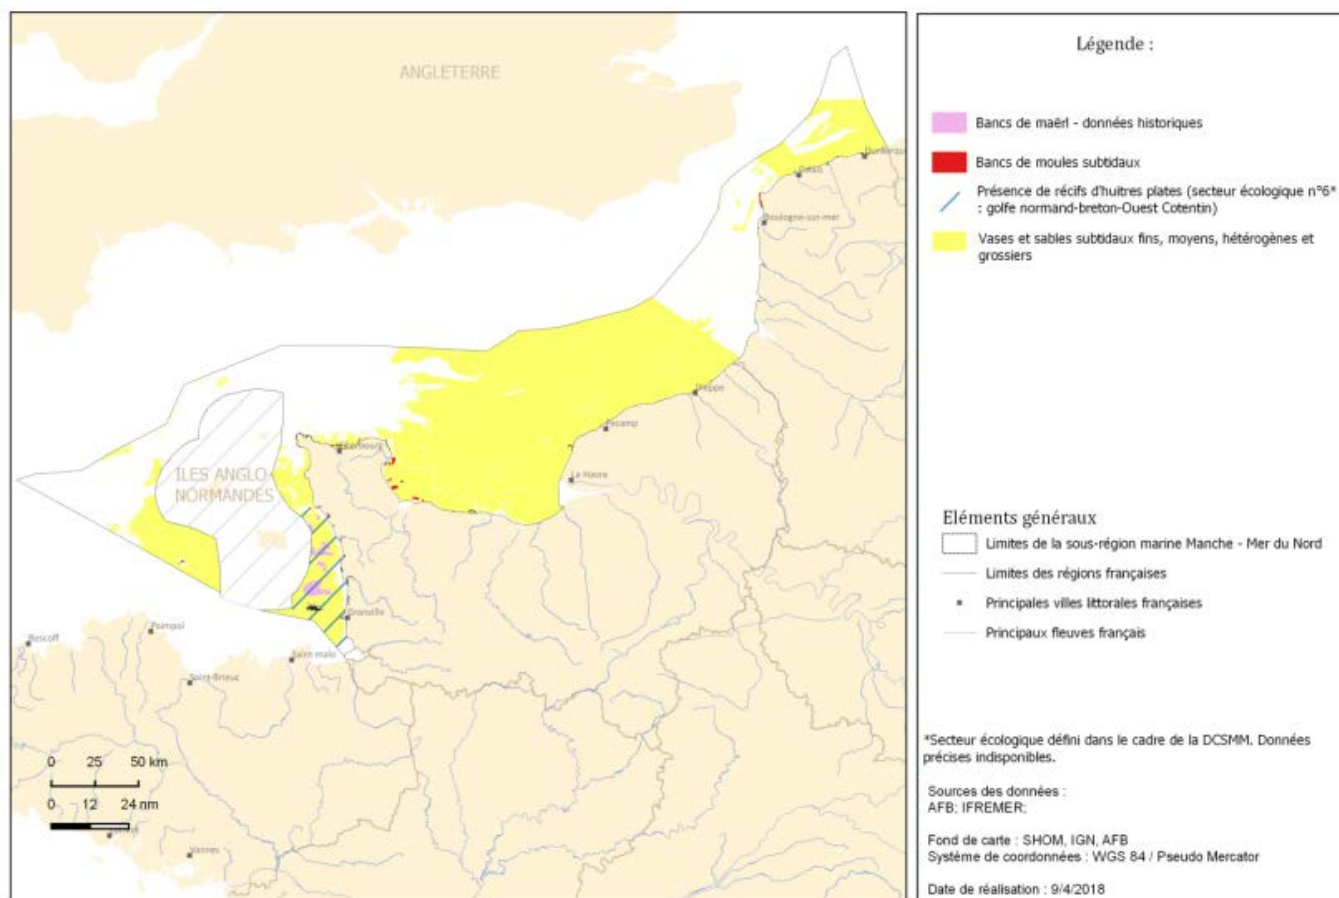 ANGLETERRE
Dunkerque
Calais
Boulogne-sur-mer
Dieppe
Fecamp
Le Havre
Cherbourg
ILES ANGLO-
NORMANDES
Granville
Paimpol
Roscoff
Saint-malo
Saint-Brieuc
0 25 50 km
0 12 24 nm
Vannes
Légende :
Bancs de maërl - données historiques
Bancs de moules subtidaux
Présence de récifs d'huitres plates (secteur écologique n°6*
: golfe normand-breton-Ouest Cotentin)
Vases et sables subtidaux fins, moyens, hétérogènes et
grossiers
Eléments généraux
Limites de la sous-région marine Manche - Mer du Nord
Limites des régions françaises
Principales villes littorales françaises
Principaux fleuves français
*Secteur écologique défini dans le cadre de la DCSMM. Données
précises indisponibles.
Sources des données :
AFB; IFREMER;
Fond de carte : SHOM, IGN, AFB
Système de coordonnées : WGS 84 / Pseudo Mercator
Date de réalisation : 9/4/2018